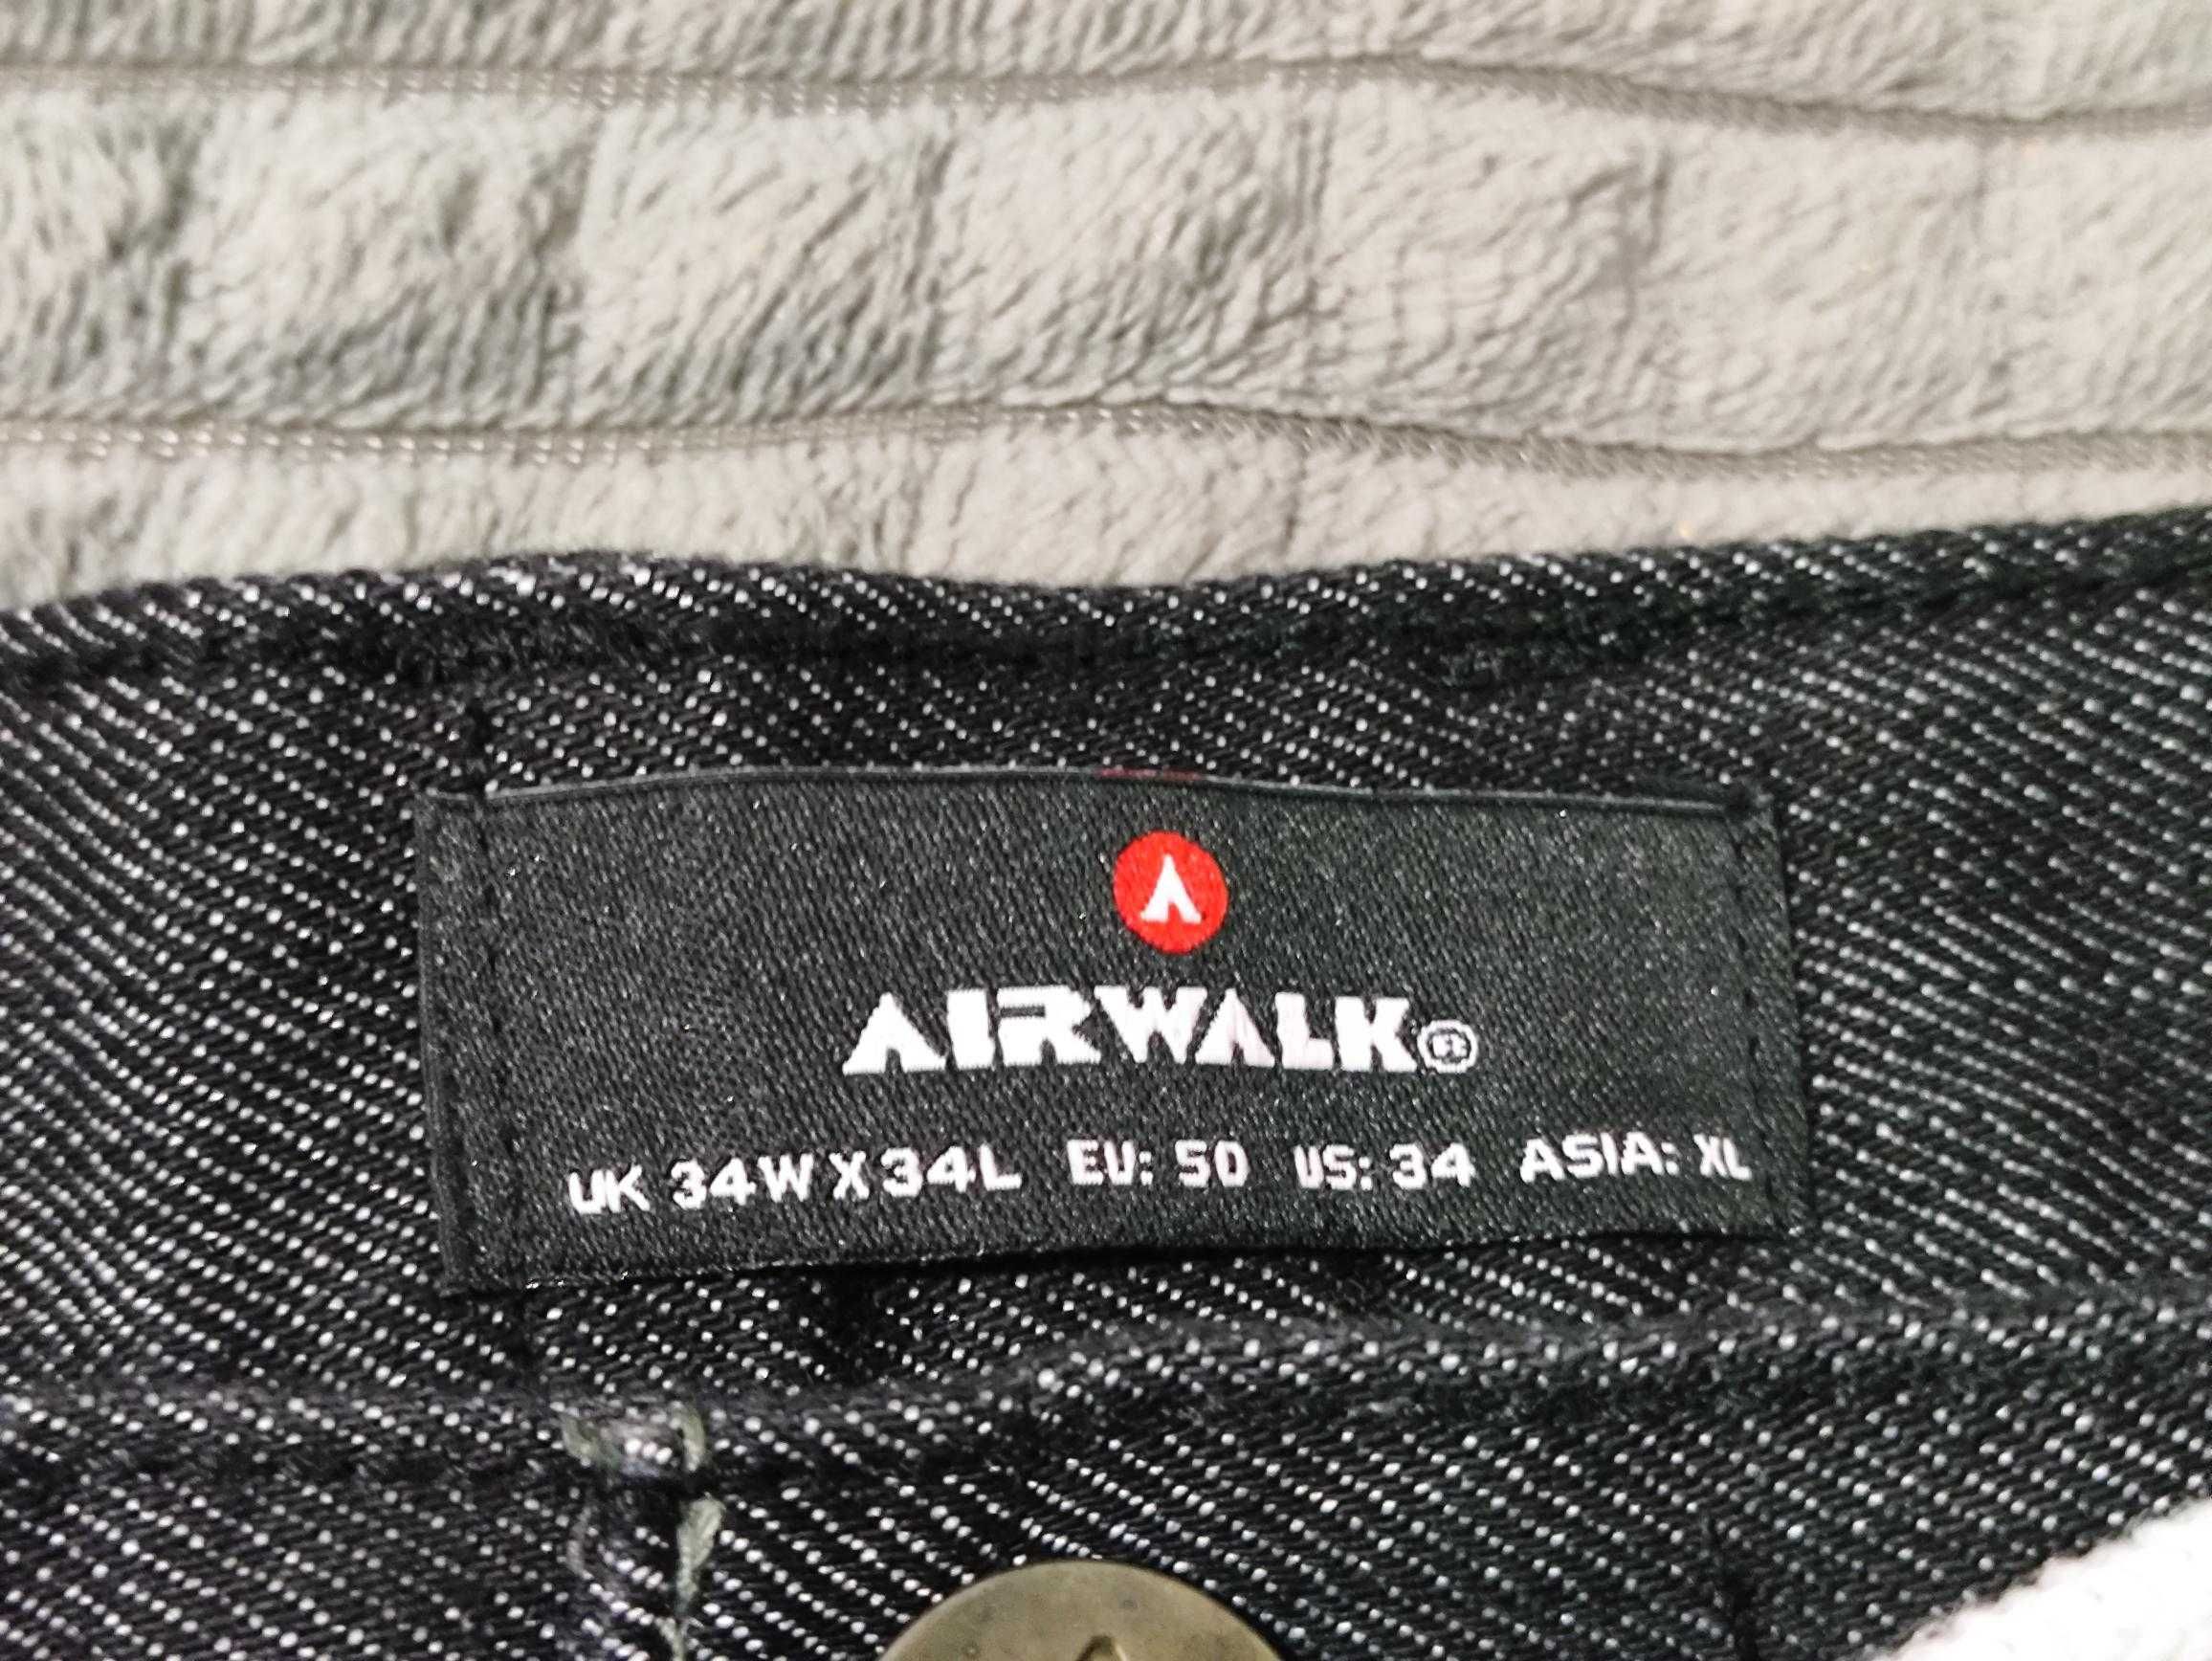 AIRWALK®
UK 34W X 34L EU: 50 US: 34 ASIA: XL